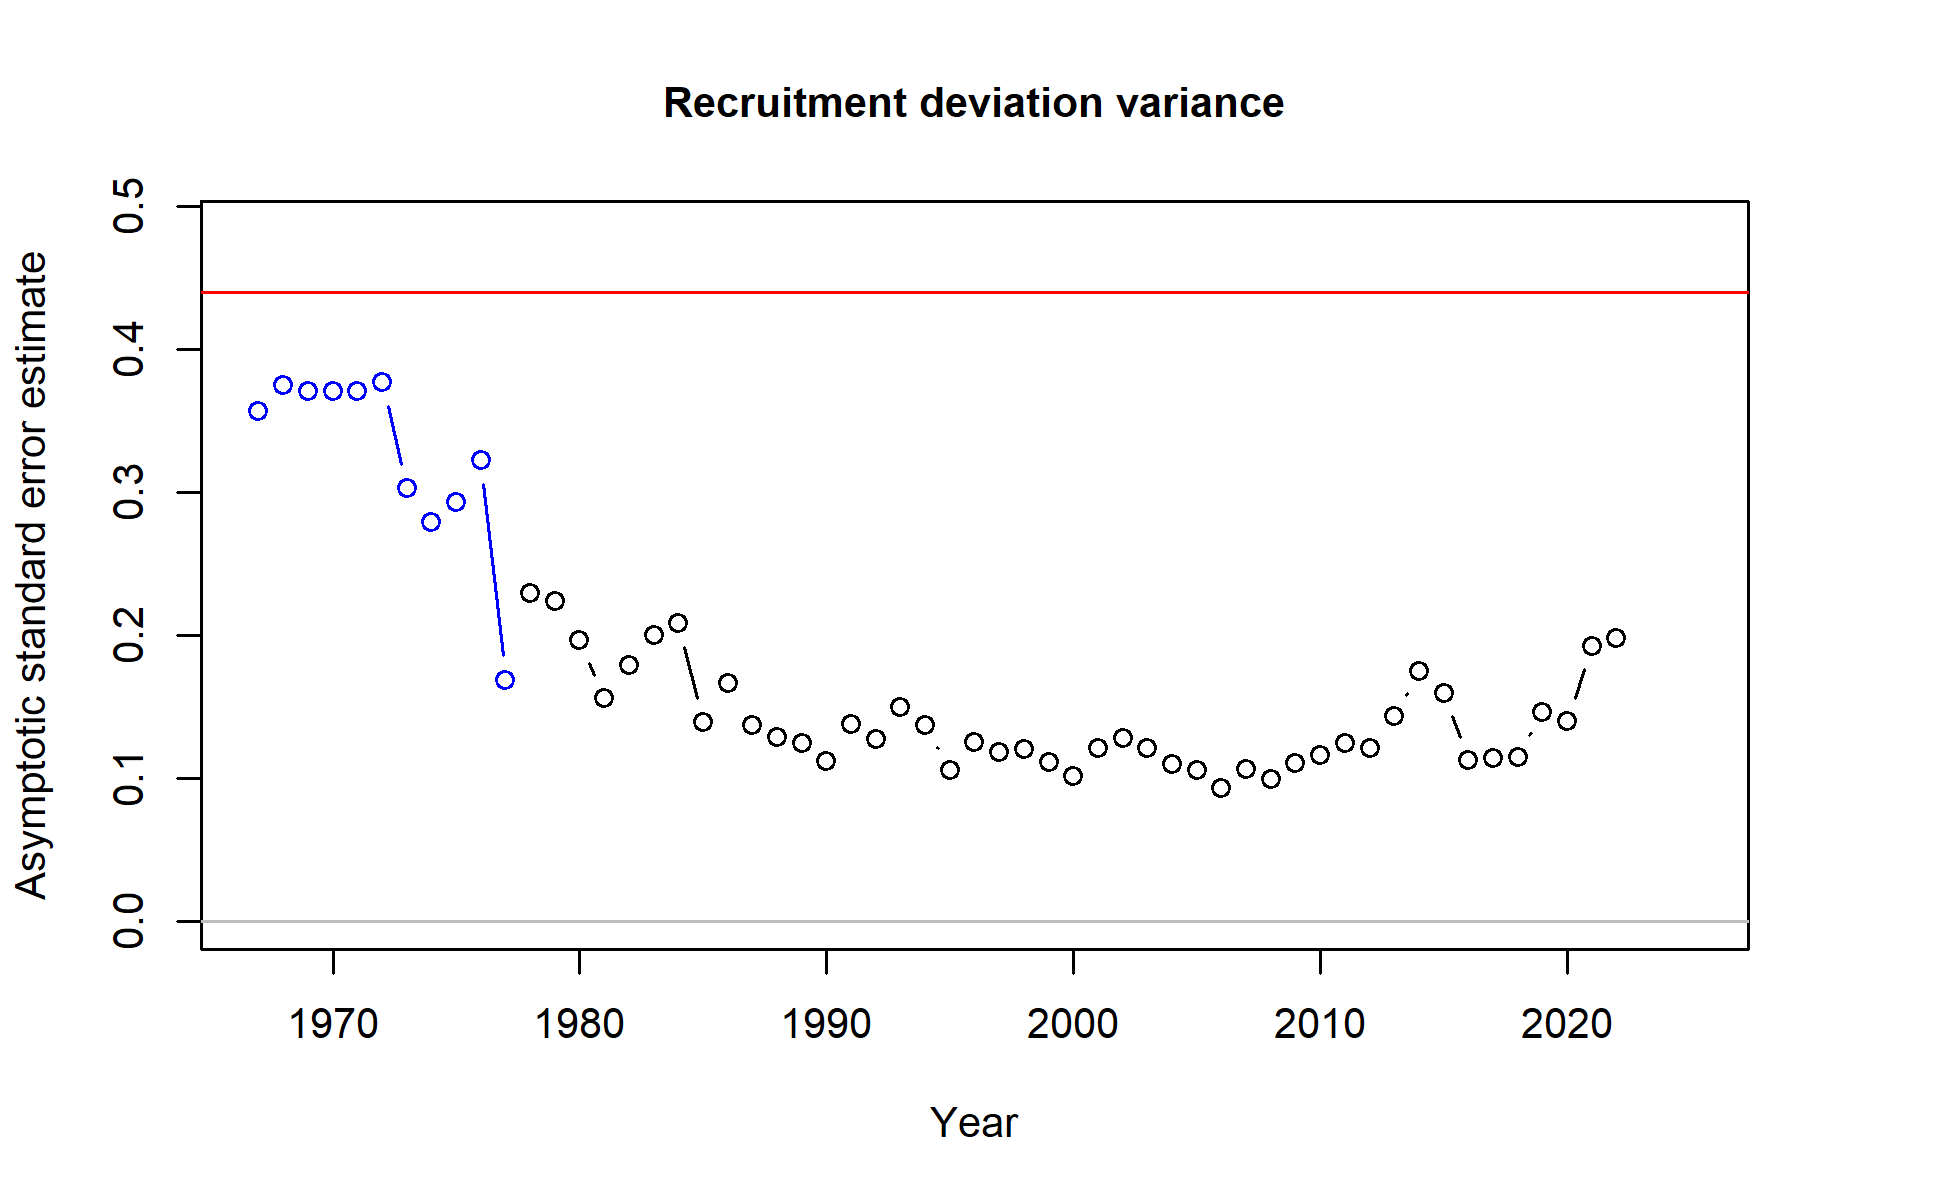 Recruitment deviation variance
Asymptotic standard error estimate
0.5
0.4
0.3
0.2
0.1
0.0
1970 1980 1990 2000 2010 2020
Year